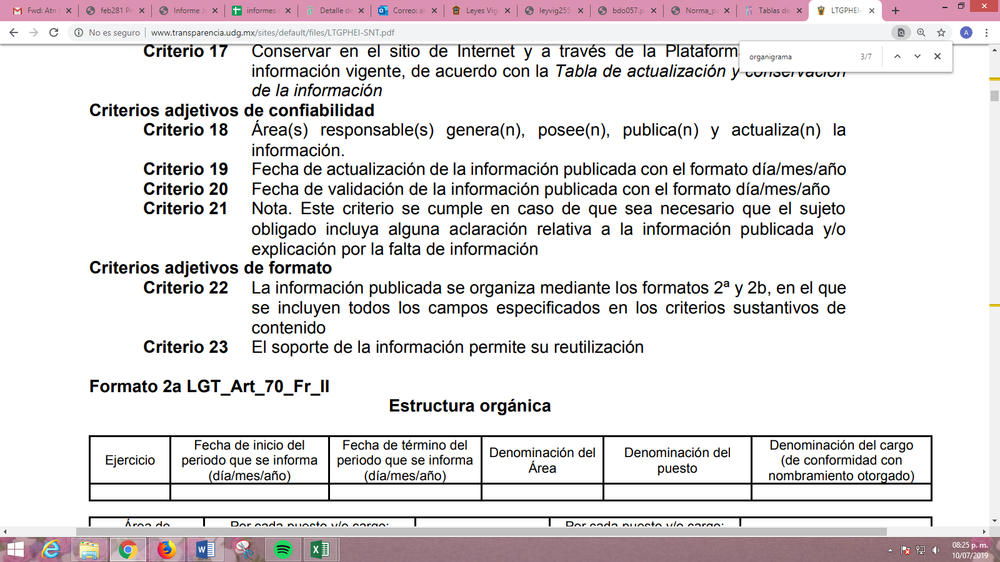 Fwd: Atn
feb281 Pr
Informe J
informes
Detalle de
Correo: al
Leyes Vig
leyvig255
bdo057.p
Norma_pa
Tablas de
LTGPHEI-
No es seguro | www.transparencia.udg.mx/sites/default/files/LTGPHEI-SNT.pdf
A
organigrama 3/7
Criterio 17 Conservar en el sitio de Internet y a través de la Plataforma
información vigente, de acuerdo con la Tabla de actualización y conservación
de la información
Criterios adjetivos de confiabilidad
Criterio 18 Área(s) responsable(s) genera(n), posee(n), publica(n) y actualiza(n) la
información.
Criterio 19 Fecha de actualización de la información publicada con el formato día/mes/año
Criterio 20 Fecha de validación de la información publicada con el formato día/mes/año
Criterio 21 Nota. Este criterio se cumple en caso de que sea necesario que el sujeto
obligado incluya alguna aclaración relativa a la información publicada y/o
explicación por la falta de información
Criterios adjetivos de formato
Criterio 22 La información publicada se organiza mediante los formatos 2ª y 2b, en el que
se incluyen todos los campos especificados en los criterios sustantivos de
contenido
Criterio 23 El soporte de la información permite su reutilización
Formato 2a LGT_Art_70_Fr_II
Estructura orgánica
Ejercicio
Fecha de inicio del
periodo que se informa
(día/mes/año)
Fecha de término del
periodo que se informa
(día/mes/año)
Denominación del
Área
Denominación del
puesto
Denominación del cargo
(de conformidad con
nombramiento otorgado)
Área de
Por cada puesto y/o cargo:
Por cada puesto y/o cargo:
08:25 p. m.
10/07/2019